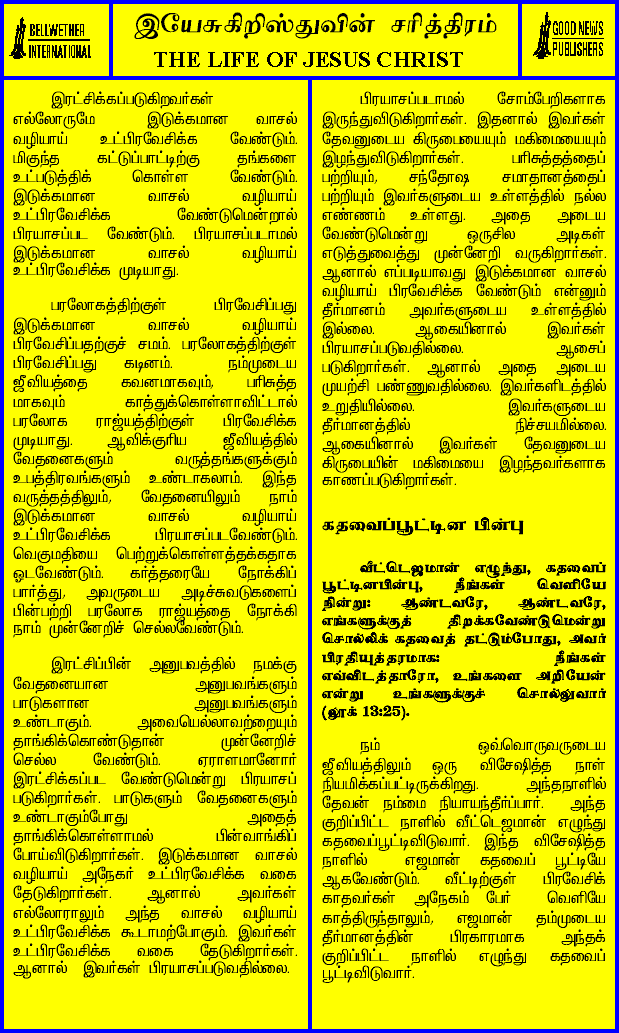 BELLWETHER
INTERNATIONAL
இயேசுகிறிஸ்துவின் சரித்திரம்
THE LIFE OF JESUS CHRIST
GOOD NEWS
PUBLISHERS
இரட்சிக்கப்படுகிறவர்கள்
எல்லோருமே இடுக்கமான வாசல்
வழியாய் உட்பிரவேசிக்க வேண்டும்.
மிகுந்த கட்டுப்பாட்டிற்கு தங்களை
உட்படுத்திக் கொள்ள வேண்டும்.
இடுக்கமான வாசல் வழியாய்
உட்பிரவேசிக்க வேண்டுமென்றால்
பிரயாசப்பட வேண்டும். பிரயாசப்படாமல்
இடுக்கமான வாசல் வழியாய்
உட்பிரவேசிக்க முடியாது.
பரலோகத்திற்குள் பிரவேசிப்பது
இடுக்கமான வாசல் வழியாய்
பிரவேசிப்பதற்குச் சமம். பரலோகத்திற்குள்
பிரவேசிப்பது கடினம். நம்முடைய
ஜீவியத்தை கவனமாகவும், பரிசுத்த
மாகவும் காத்துக்கொள்ளாவிட்டால்
பரலோக ராஜ்யத்திற்குள் பிரவேசிக்க
முடியாது. ஆவிக்குரிய ஜீவியத்தில்
வேதனைகளும் வருத்தங்களுக்கும்
உபத்திரவங்களும் உண்டாகலாம். இந்த
வருத்தத்திலும், வேதனையிலும் நாம்
இடுக்கமான வாசல் வழியாய்
உட்பிரவேசிக்க பிரயாசப்படவேண்டும்.
வெகுமதியை பெற்றுக்கொள்ளத்தக்கதாக
ஓடவேண்டும். கர்த்தரையே நோக்கிப்
பார்த்து, அவருடைய அடிச்சுவடுகளைப்
பின்பற்றி பரலோக ராஜ்யத்தை நோக்கி
நாம் முன்னேறிச் செல்லவேண்டும்.
இரட்சிப்பின் அனுபவத்தில் நமக்கு
வேதனையான அனுபவங்களும்
பாடுகளான அனுபவங்களும்
உண்டாகும். அவையெல்லாவற்றையும்
தாங்கிக்கொண்டுதான் முன்னேறிச்
செல்ல வேண்டும். ஏராளமானோர்
இரட்சிக்கப்பட வேண்டுமென்று பிரயாசப்
படுகிறார்கள். பாடுகளும் வேதனைகளும்
உண்டாகும்போது அதைத்
தாங்கிக்கொள்ளாமல் பின்வாங்கிப்
போய்விடுகிறார்கள். இடுக்கமான வாசல்
வழியாய் அநேகர் உட்பிரவேசிக்க வகை
தேடுகிறார்கள். ஆனால் அவர்கள்
எல்லோராலும் அந்த வாசல் வழியாய்
உட்பிரவேசிக்க கூடாமற்போகும். இவர்கள்
உட்பிரவேசிக்க வகை தேடுகிறார்கள்.
ஆனால் இவர்கள் பிரயாசப்படுவதில்லை.
பிரயாசப்படாமல் சோம்பேறிகளாக
இருந்துவிடுகிறார்கள். இதனால் இவர்கள்
தேவனுடைய கிருபையையும் மகிமையையும்
இழந்துவிடுகிறார்கள். பரிசுத்தத்தைப்
பற்றியும், சந்தோஷ சமாதானத்தைப்
பற்றியும் இவர்களுடைய உள்ளத்தில் நல்ல
எண்ணம் உள்ளது. அதை அடைய
வேண்டுமென்று ஒருசில அடிகள்
எடுத்துவைத்து முன்னேறி வருகிறார்கள்.
ஆனால் எப்படியாவது இடுக்கமான வாசல்
வழியாய் பிரவேசிக்க வேண்டும் என்னும்
தீர்மானம் அவர்களுடைய உள்ளத்தில்
இல்லை. ஆகையினால் இவர்கள்
பிரயாசப்படுவதில்லை. ஆசைப்
படுகிறார்கள். ஆனால் அதை அடைய
முயற்சி பண்ணுவதில்லை. இவர்களிடத்தில்
உறுதியில்லை. இவர்களுடைய
தீர்மானத்தில் நிச்சயமில்லை.
ஆகையினால் இவர்கள் தேவனுடைய
கிருபையின் மகிமையை இழந்தவர்களாக
காணப்படுகிறார்கள்.
கதவைப்பூட்டின பின்பு
வீட்டெஜமான் எழுந்து, கதவைப்
பூட்டினபின்பு, நீங்கள் வெளியே
நின்று: ஆண்டவரே, ஆண்டவரே,
எங்களுக்குத் திறக்கவேண்டுமென்று
சொல்லிக் கதவைத் தட்டும்போது, அவர்
பிரதியுத்தரமாக: நீங்கள்
எவ்விடத்தாரோ, உங்களை அறியேன்
என்று உங்களுக்குச் சொல்லுவார்
(லூக் 13:25).
நம் ஒவ்வொருவருடைய
ஜீவியத்திலும் ஒரு விசேஷித்த நாள்
நியமிக்கப்பட்டிருக்கிறது. அந்தநாளில்
தேவன் நம்மை நியாயந்தீர்ப்பார். அந்த
குறிப்பிட்ட நாளில் வீட்டெஜமான் எழுந்து
கதவைப்பூட்டிவிடுவார். இந்த விசேஷித்த
நாளில் எஜமான் கதவைப் பூட்டியே
ஆகவேண்டும். வீட்டிற்குள் பிரவேசிக்
காதவர்கள் அநேகம் பேர் வெளியே
காத்திருந்தாலும், எஜமான் தம்முடைய
தீர்மானத்தின் பிரகாரமாக அந்தக்
குறிப்பிட்ட நாளில் எழுந்து கதவைப்
பூட்டிவிடுவார்.